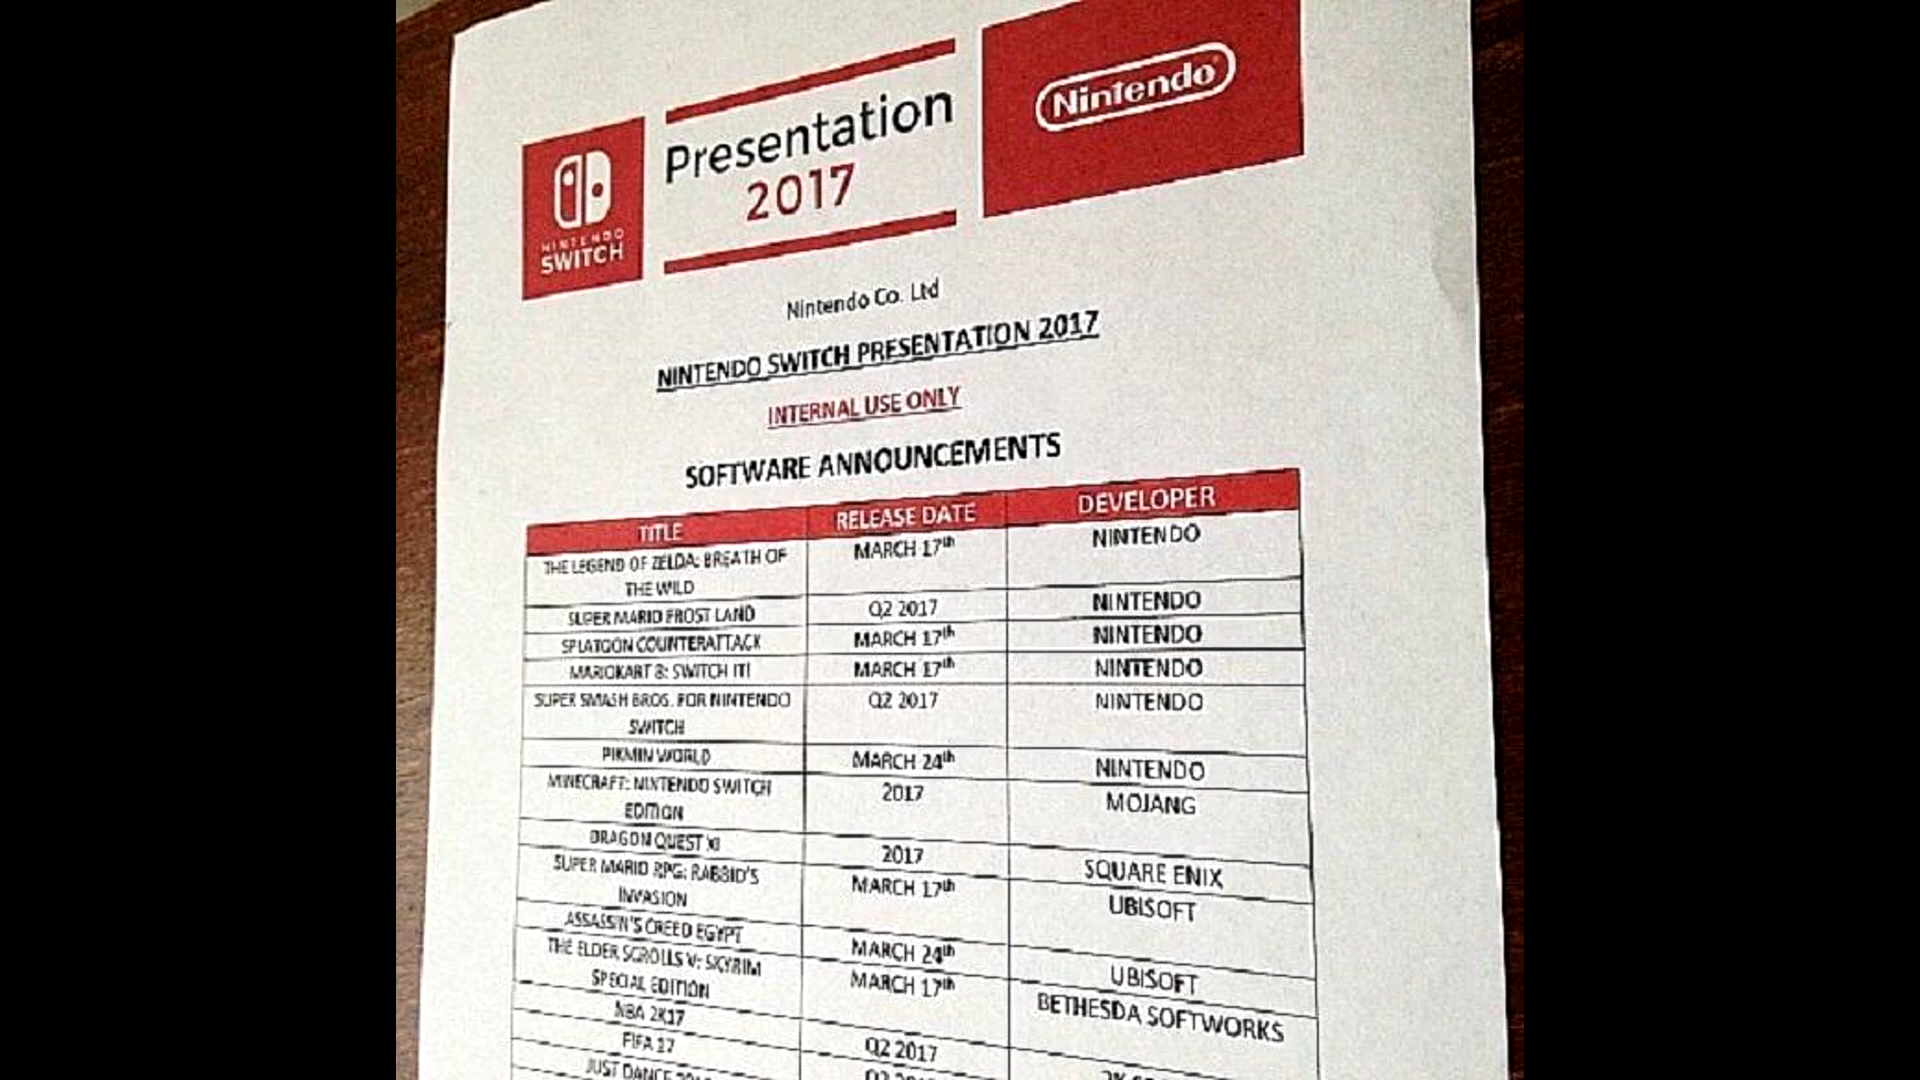 Presentation
2017
Nintendo
NINTENDO
SWITCH
Nintendo Co. Ltd
NINTENDO SWITCH PRESENTATION 2017
INTERNAL USE ONLY
SOFTWARE ANNOUNCEMENTS
TITLE RELEASE DATE DEVELOPER
THE LEGEND OF ZELDA: BREATH OF THE WILD MARCH 17th NINTENDO
SUPER MARIO FROST LAND Q2 2017 NINTENDO
SPLATOON COUNTERATTACK MARCH 17th NINTENDO
MARIOKART 8: SWITCH IT! MARCH 17th NINTENDO
SUPER SMASH BROS. FOR NINTENDO SWITCH Q2 2017 NINTENDO
PIKMIN WORLD MARCH 24th NINTENDO
MINECRAFT: NINTENDO SWITCH EDITION 2017 MOJANG
DRAGON QUEST XI 2017 SQUARE ENIX
SUPER MARIO RPG: RABBID'S INVASION MARCH 17th UBISOFT
ASSASSIN'S CREED EGYPT MARCH 24th UBISOFT
THE ELDER SCROLLS V: SKYRIM SPECIAL EDITION MARCH 17th BETHESDA SOFTWORKS
NBA 2K17 Q2 2017
FIFA 17
JUST DANCE